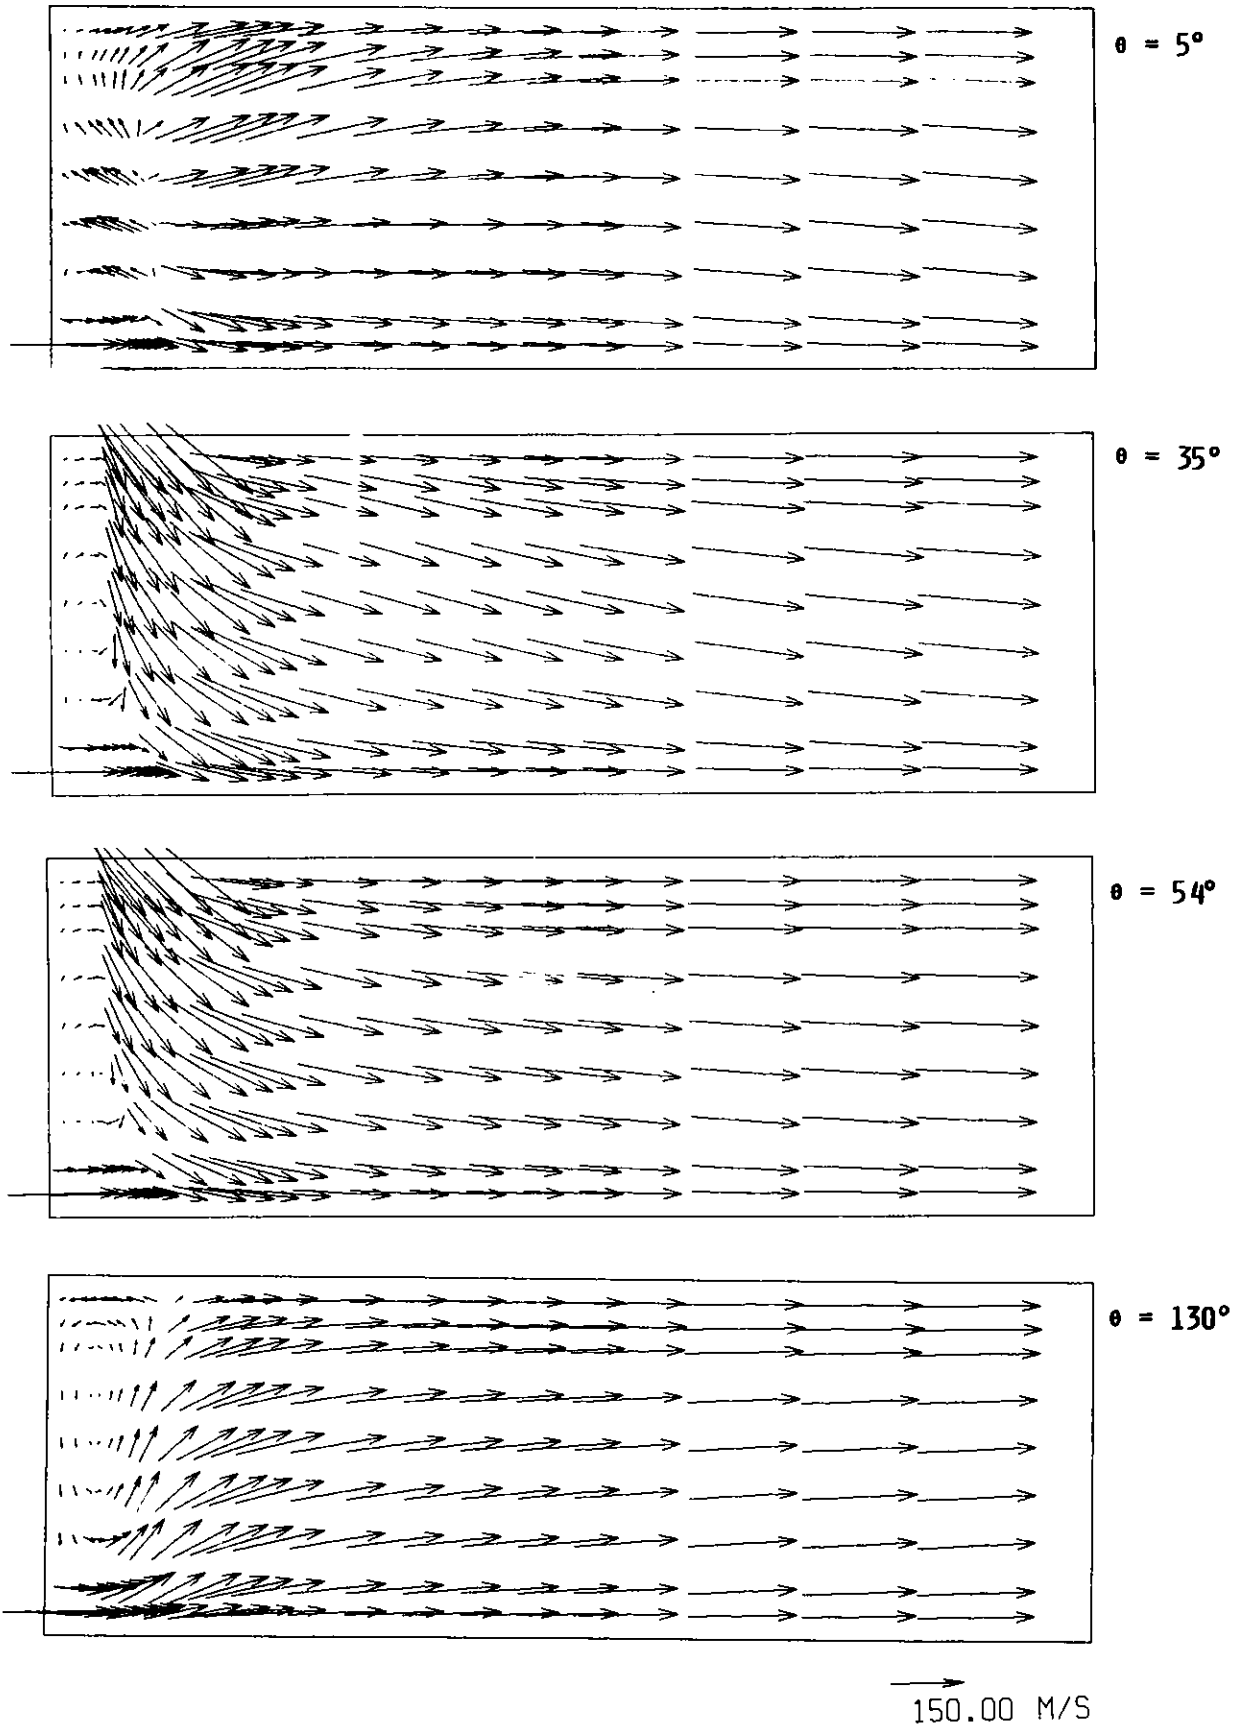 θ = 5°
θ = 35°
θ = 54°
θ = 130°
150.00 M/S